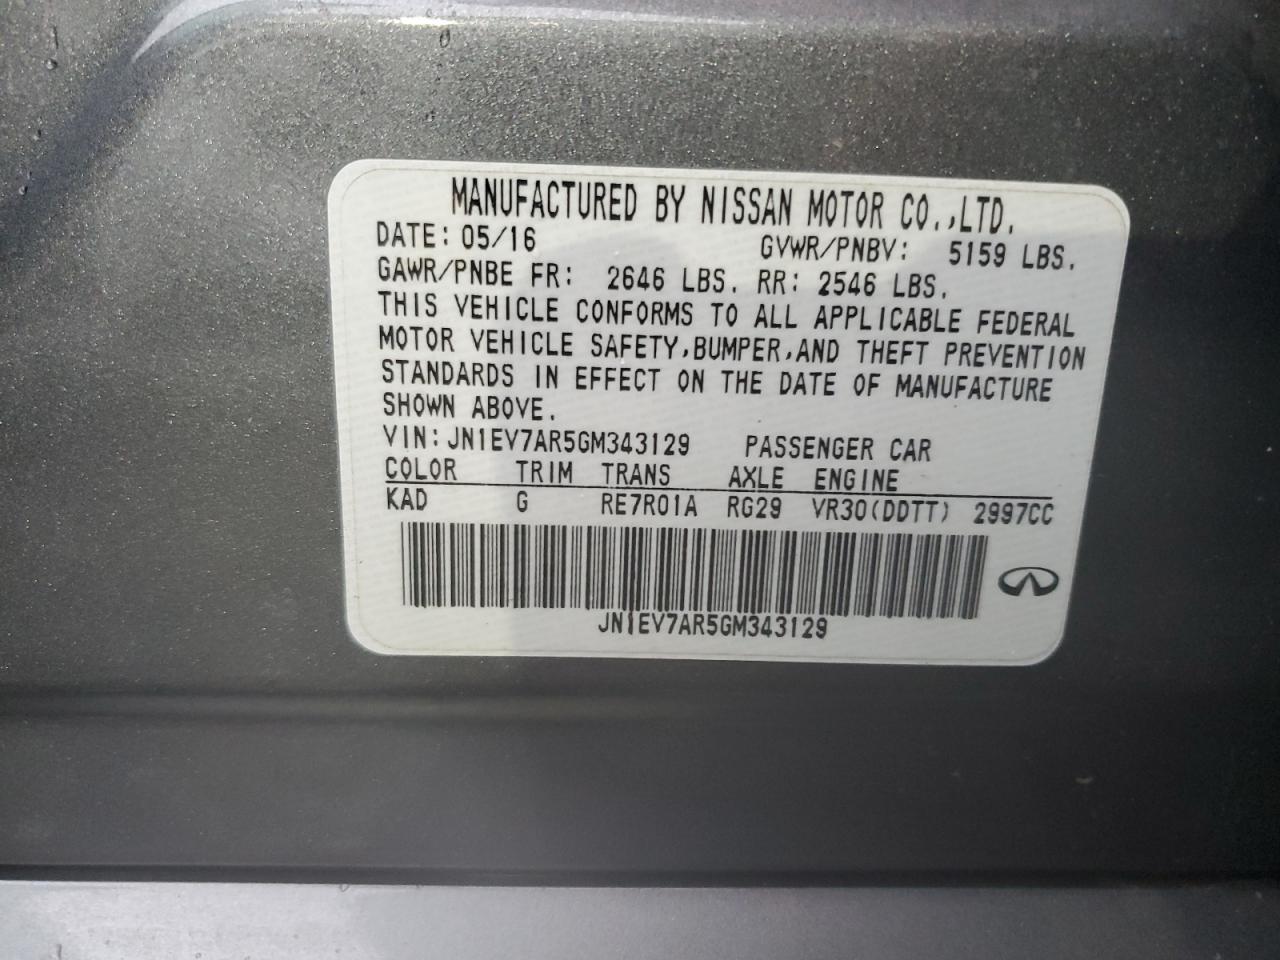 MANUFACTURED BY NISSAN MOTOR CO.,LTD.
DATE: 05/16 GVWR/PNBV: 5159 LBS.
GAWR/PNBE FR: 2646 LBS. RR: 2546 LBS.
THIS VEHICLE CONFORMS TO ALL APPLICABLE FEDERAL
MOTOR VEHICLE SAFETY,BUMPER,AND THEFT PREVENTION
STANDARDS IN EFFECT ON THE DATE OF MANUFACTURE
SHOWN ABOVE.
VIN: JN1EV7AR5GM343129 PASSENGER CAR
COLOR TRIM TRANS AXLE ENGINE
KAD G RE7R01A RG29 VR30(DDTT) 2997CC
JN1EV7AR5GM343129